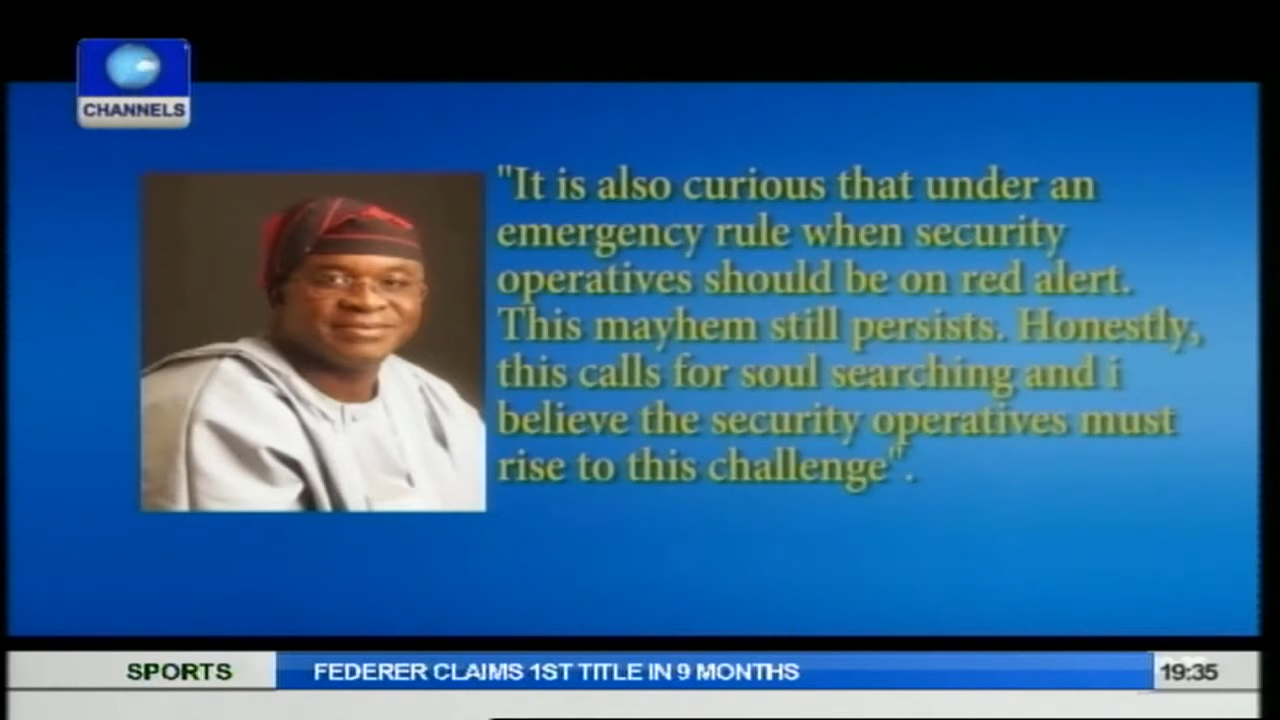 CHANNELS
"It is also curious that under an
emergency rule when security
operatives should be on red alert.
This mayhem still persists. Honestly,
this calls for soul searching and i
believe the security operatives must
rise to this challenge".
SPORTS
FEDERER CLAIMS 1ST TITLE IN 9 MONTHS
19:35